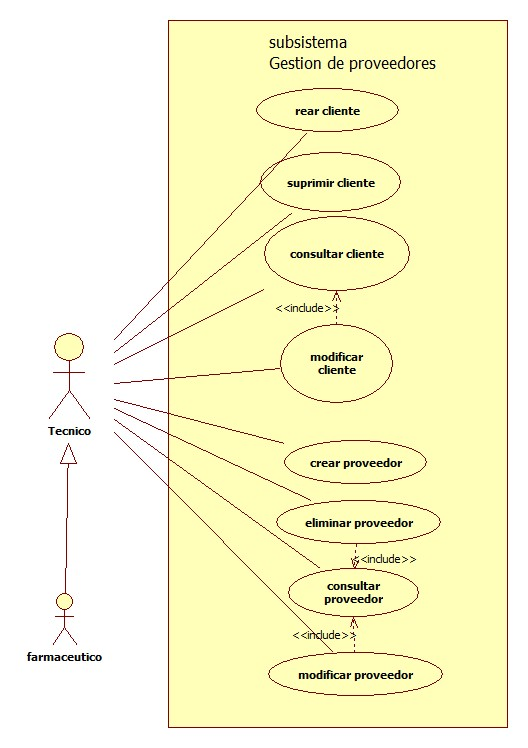 subsistema
Gestion de proveedores
rear cliente
suprimir cliente
consultar cliente
<<include>>
modificar
cliente
Tecnico
crear proveedor
eliminar proveedor
<<include>>
consultar
proveedor
farmaceutico
<<include>>
modificar proveedor